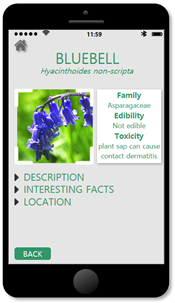 11:59
BLUEBELL
Hyacinthoides non-scripta
Family
Asparagaceae
Edibility
Not edible
Toxicity
plant sap can cause
contact dermatitis
DESCRIPTION
INTERESTING FACTS
LOCATION
BACK